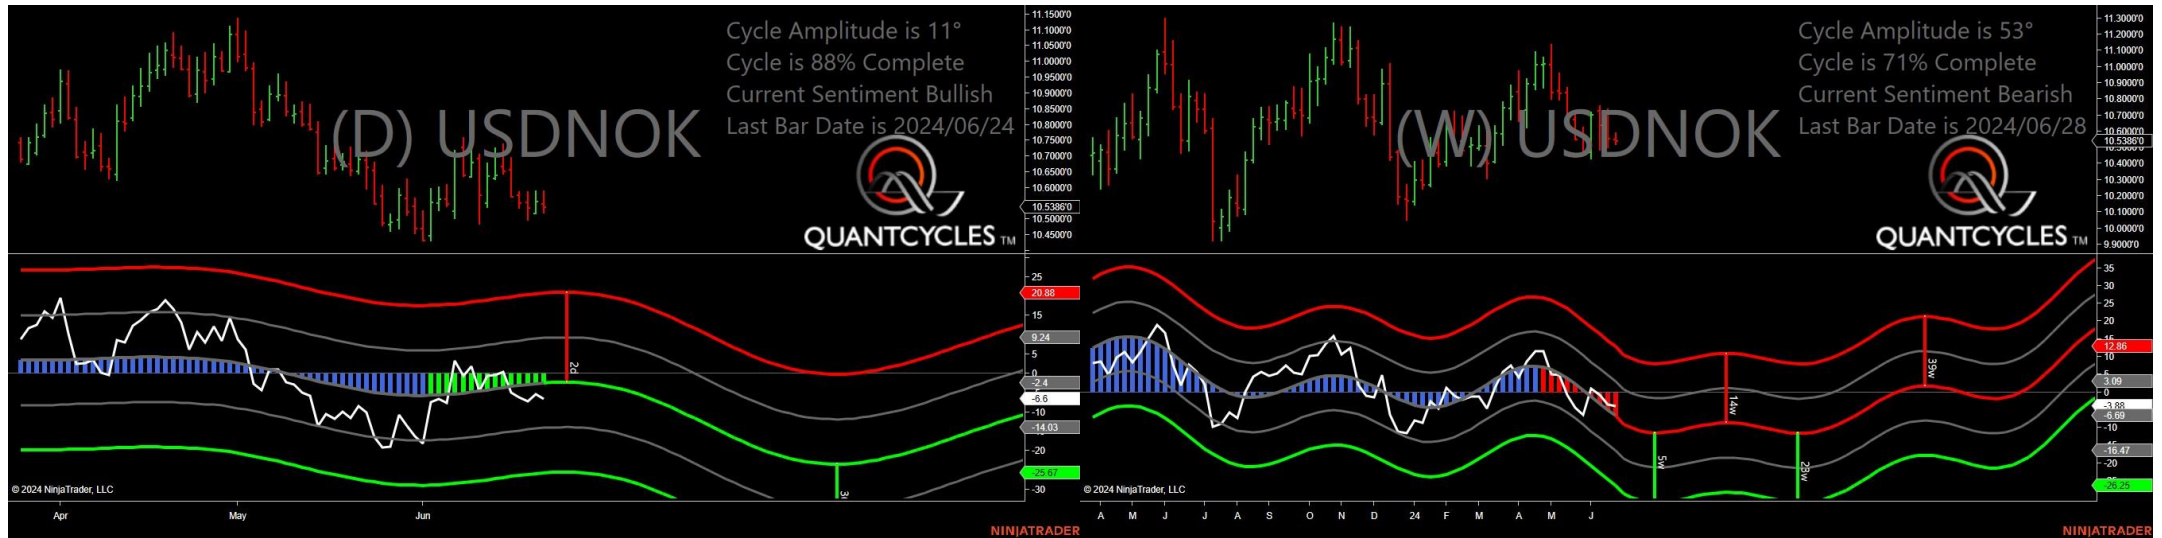 Cycle Amplitude is 11°
Cycle is 88% Complete
Current Sentiment Bullish
Last Bar Date is 2024/06/24
(D) USDNOK
QUANTCYCLES TM
11.1500'0
11.1000'0
11.0500'0
11.0000'0
10.9500'0
10.9000'0
10.8500'0
10.8000'0
10.7500'0
10.7000'0
10.6500'0
10.6000'0
10.5386'0
10.5000'0
10.4500'0
25
20.88
15
9.24
5
0
-2.4
-6.6
-10
-14.03
-20
-25.67
-30
2d
© 2024 NinjaTrader, LLC
Apr May Jun
NINJATRADER
Cycle Amplitude is 53°
Cycle is 71% Complete
Current Sentiment Bearish
Last Bar Date is 2024/06/28
(W) USDNOK
QUANTCYCLES TM
11.3000'0
11.2000'0
11.1000'0
11.0000'0
10.9000'0
10.8000'0
10.7000'0
10.6000'0
10.5386'0
10.4000'0
10.3000'0
10.2000'0
10.1000'0
10.0000'0
9.9000'0
35
30
25
20
12.86
10
3.09
0
-3.88
-6.69
-10
-16.47
-20
-26.25
39w
14w
5w
28w
© 2024 NinjaTrader, LLC
A M J J A S O N D 24 F M A M J
NINJATRADER